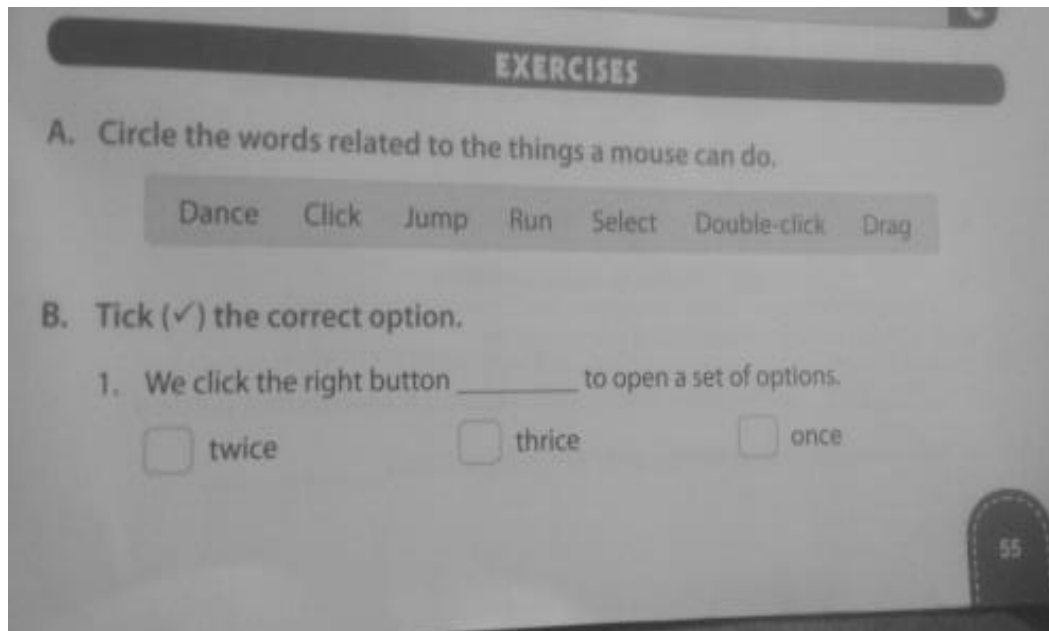 EXERCISES
A. Circle the words related to the things a mouse can do.
Dance Click Jump Run Select Double-click Drag
B. Tick (✓) the correct option.
1. We click the right button ________ to open a set of options.
twice thrice once
55